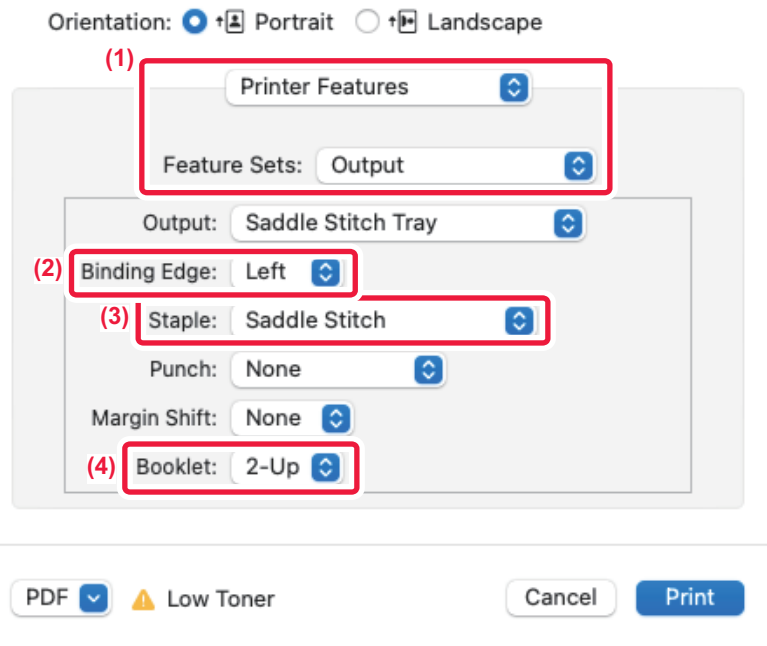 Orientation: Portrait Landscape
(1)
Printer Features
Feature Sets: Output
Output: Saddle Stitch Tray
(2) Binding Edge: Left
(3) Staple: Saddle Stitch
Punch: None
Margin Shift: None
(4) Booklet: 2-Up
PDF Low Toner Cancel Print